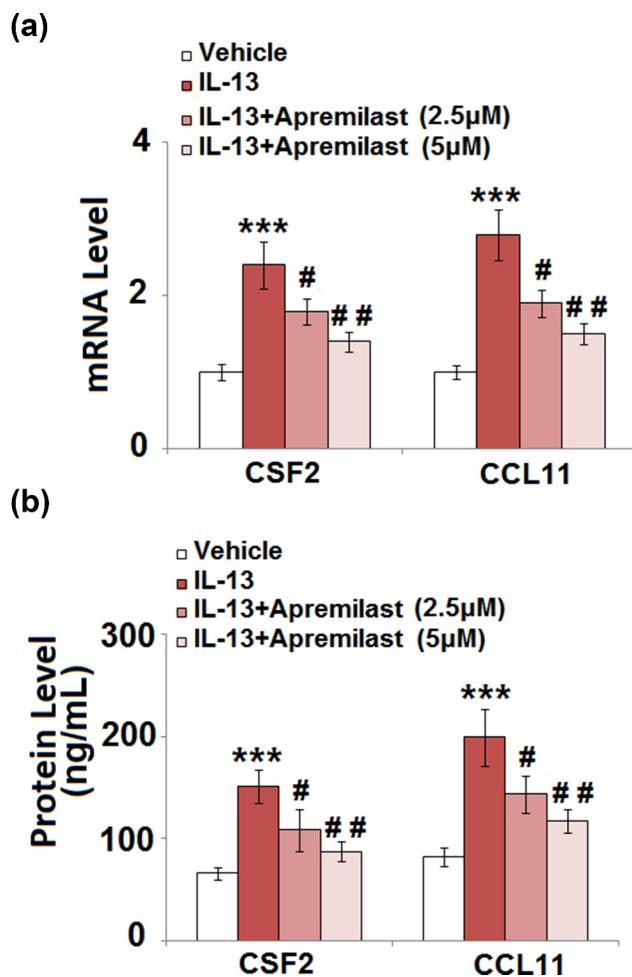 (a)
Vehicle
IL-13
IL-13+Apremilast (2.5µM)
IL-13+Apremilast (5µM)
mRNA Level
4
2
0
***
#
# #
***
#
# #
CSF2
CCL11
(b)
Vehicle
IL-13
IL-13+Apremilast (2.5µM)
IL-13+Apremilast (5µM)
Protein Level
(ng/mL)
300
200
100
0
***
#
# #
***
#
# #
CSF2
CCL11